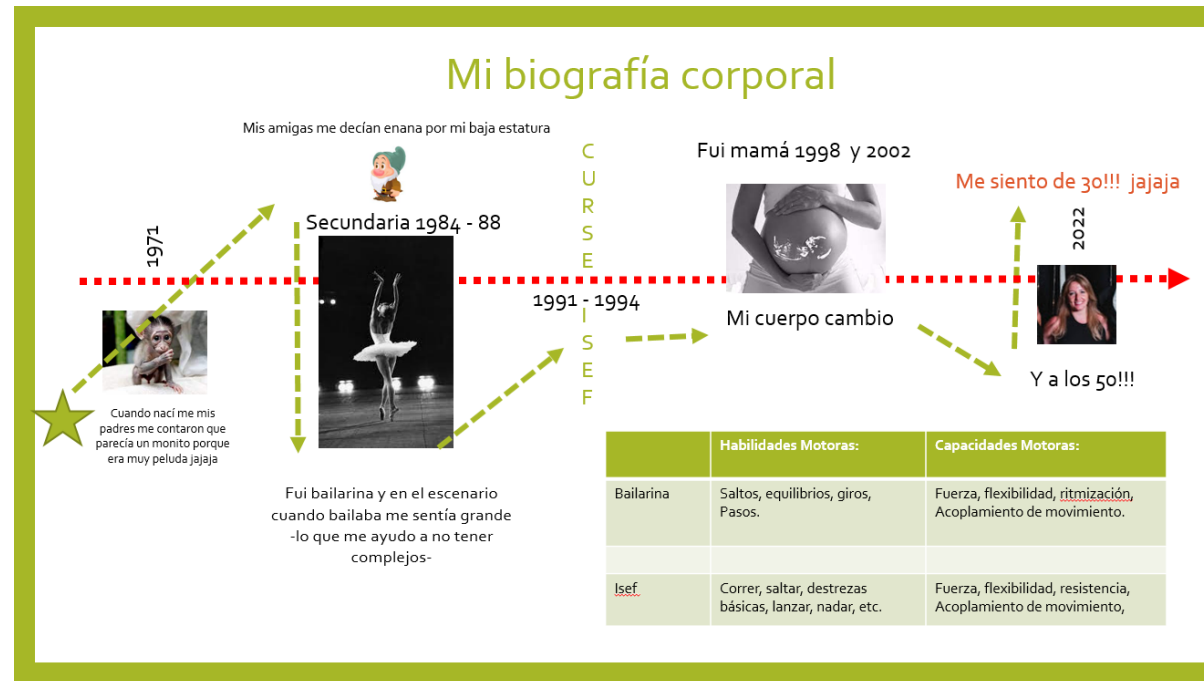 Mi biografía corporal
Mis amigas me decían enana por mi baja estatura
1971
Cuando nací me mis
padres me contaron que
parecía un monito porque
era muy peluda jajaja
Secundaria 1984 - 88
Fui bailarina y en el escenario
cuando bailaba me sentía grande
-lo que me ayudo a no tener
complejos-
CURSE ISEF
1991 - 1994
Fui mamá 1998 y 2002
Mi cuerpo cambio
Me siento de 30!!! jajaja
2022
Y a los 50!!!
Habilidades Motoras: Capacidades Motoras:
Bailarina Saltos, equilibrios, giros, Fuerza, flexibilidad, ritmización,
Pasos. Acoplamiento de movimiento.
Isef Correr, saltar, destrezas Fuerza, flexibilidad, resistencia,
básicas, lanzar, nadar, etc. Acoplamiento de movimiento,